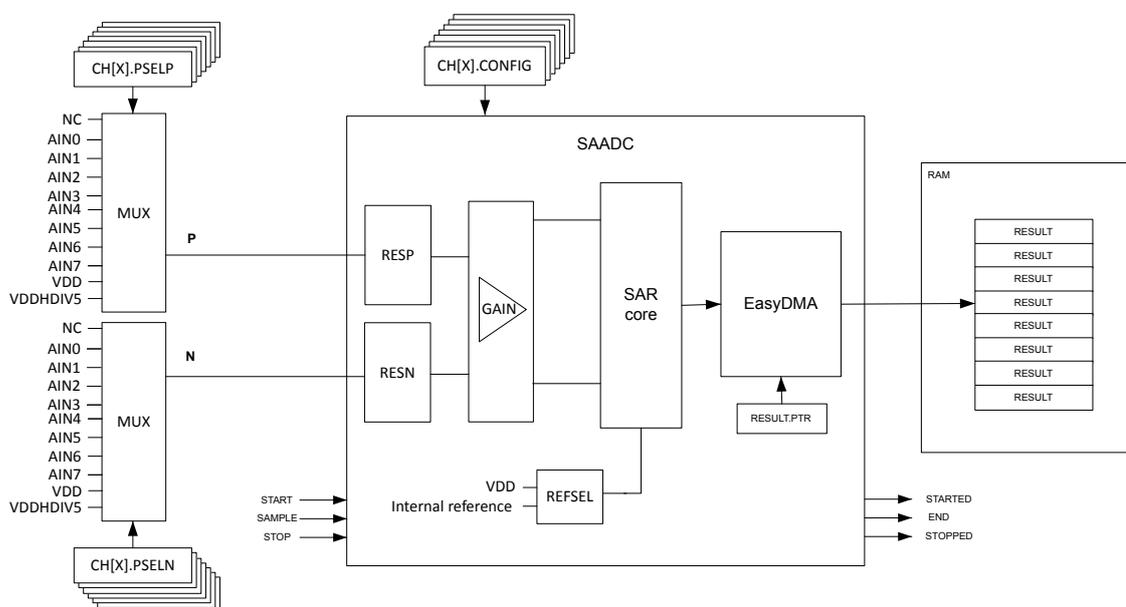 CH[X].PSELP
CH[X].CONFIG
NC
AIN0
AIN1
AIN2
AIN3
AIN4
AIN5
AIN6
AIN7
VDD
VDDHDIV5
MUX
P
SAADC
RESP
GAIN
SAR
core
EasyDMA
RAM
RESULT
RESULT
RESULT
RESULT
RESULT
RESULT
RESULT
RESULT
NC
AIN0
AIN1
AIN2
AIN3
AIN4
AIN5
AIN6
AIN7
VDD
VDDHDIV5
MUX
N
RESN
RESULT.PTR
VDD
Internal reference
REFSEL
START
SAMPLE
STOP
STARTED
END
STOPPED
CH[X].PSELN